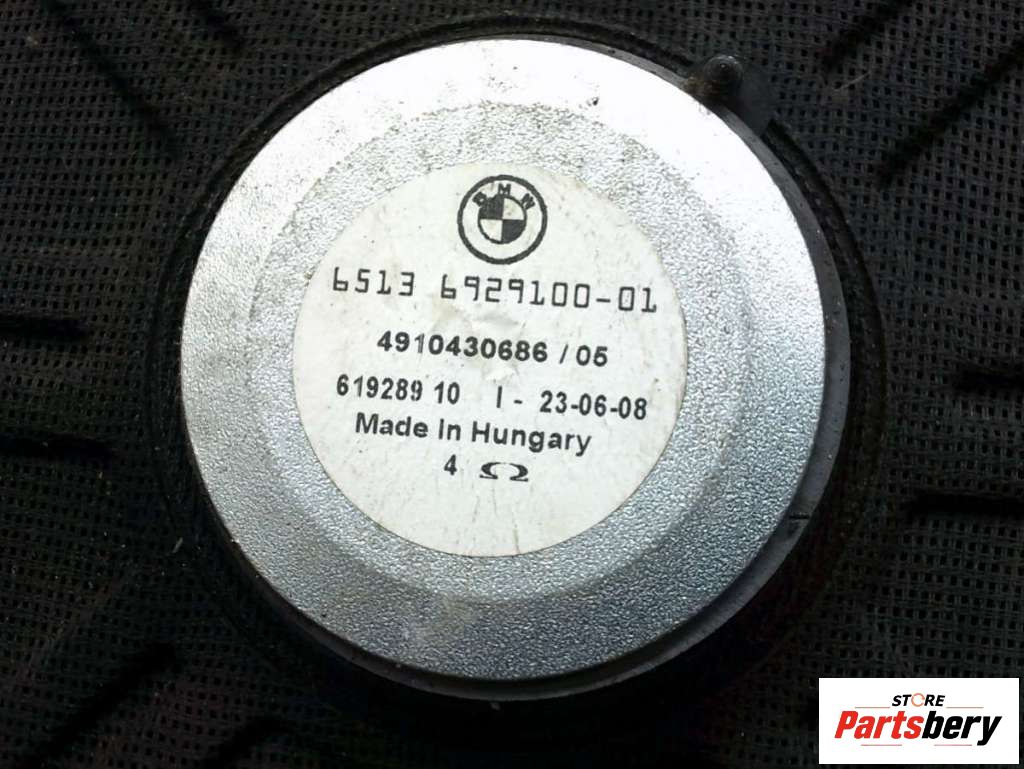 BMW
6513 6929100-01
4910430686 / 05
619289 10 I - 23-06-08
Made in Hungary
4 Ω
STORE
Partsbery